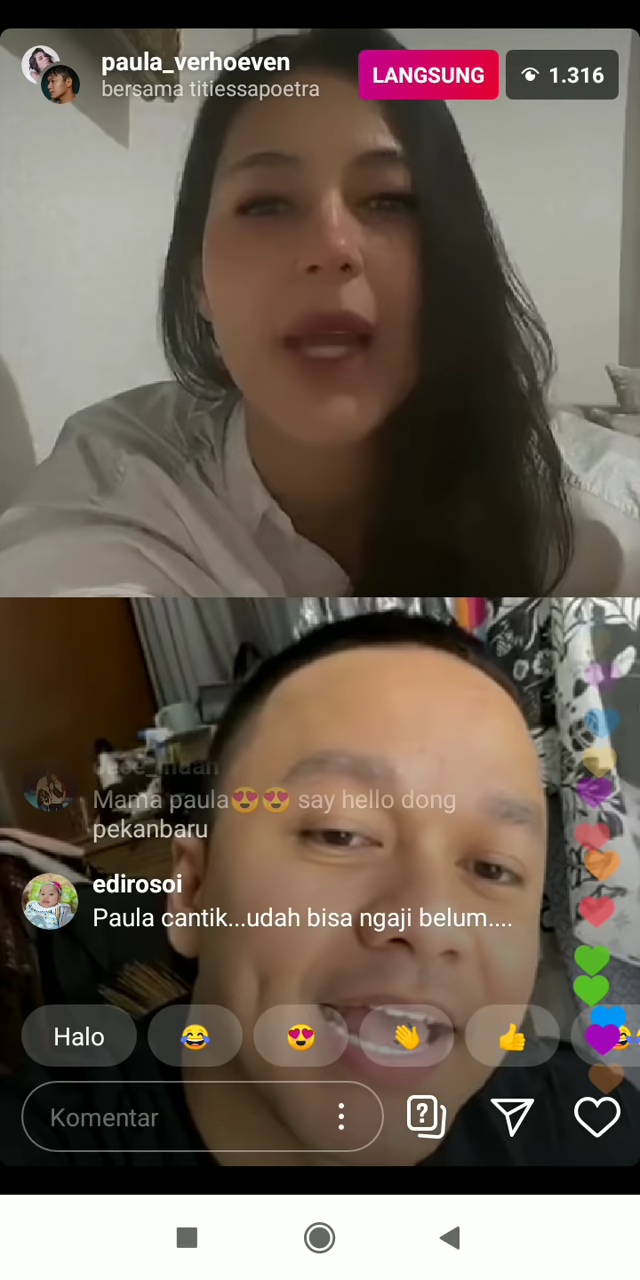 paula_verhoeven
bersama titiessapoetra
LANGSUNG
1.316
Mama paula😍😍 say hello dong
pekanbaru
edirosoi
Paula cantik...udah bisa ngaji belum....
Halo
Komentar